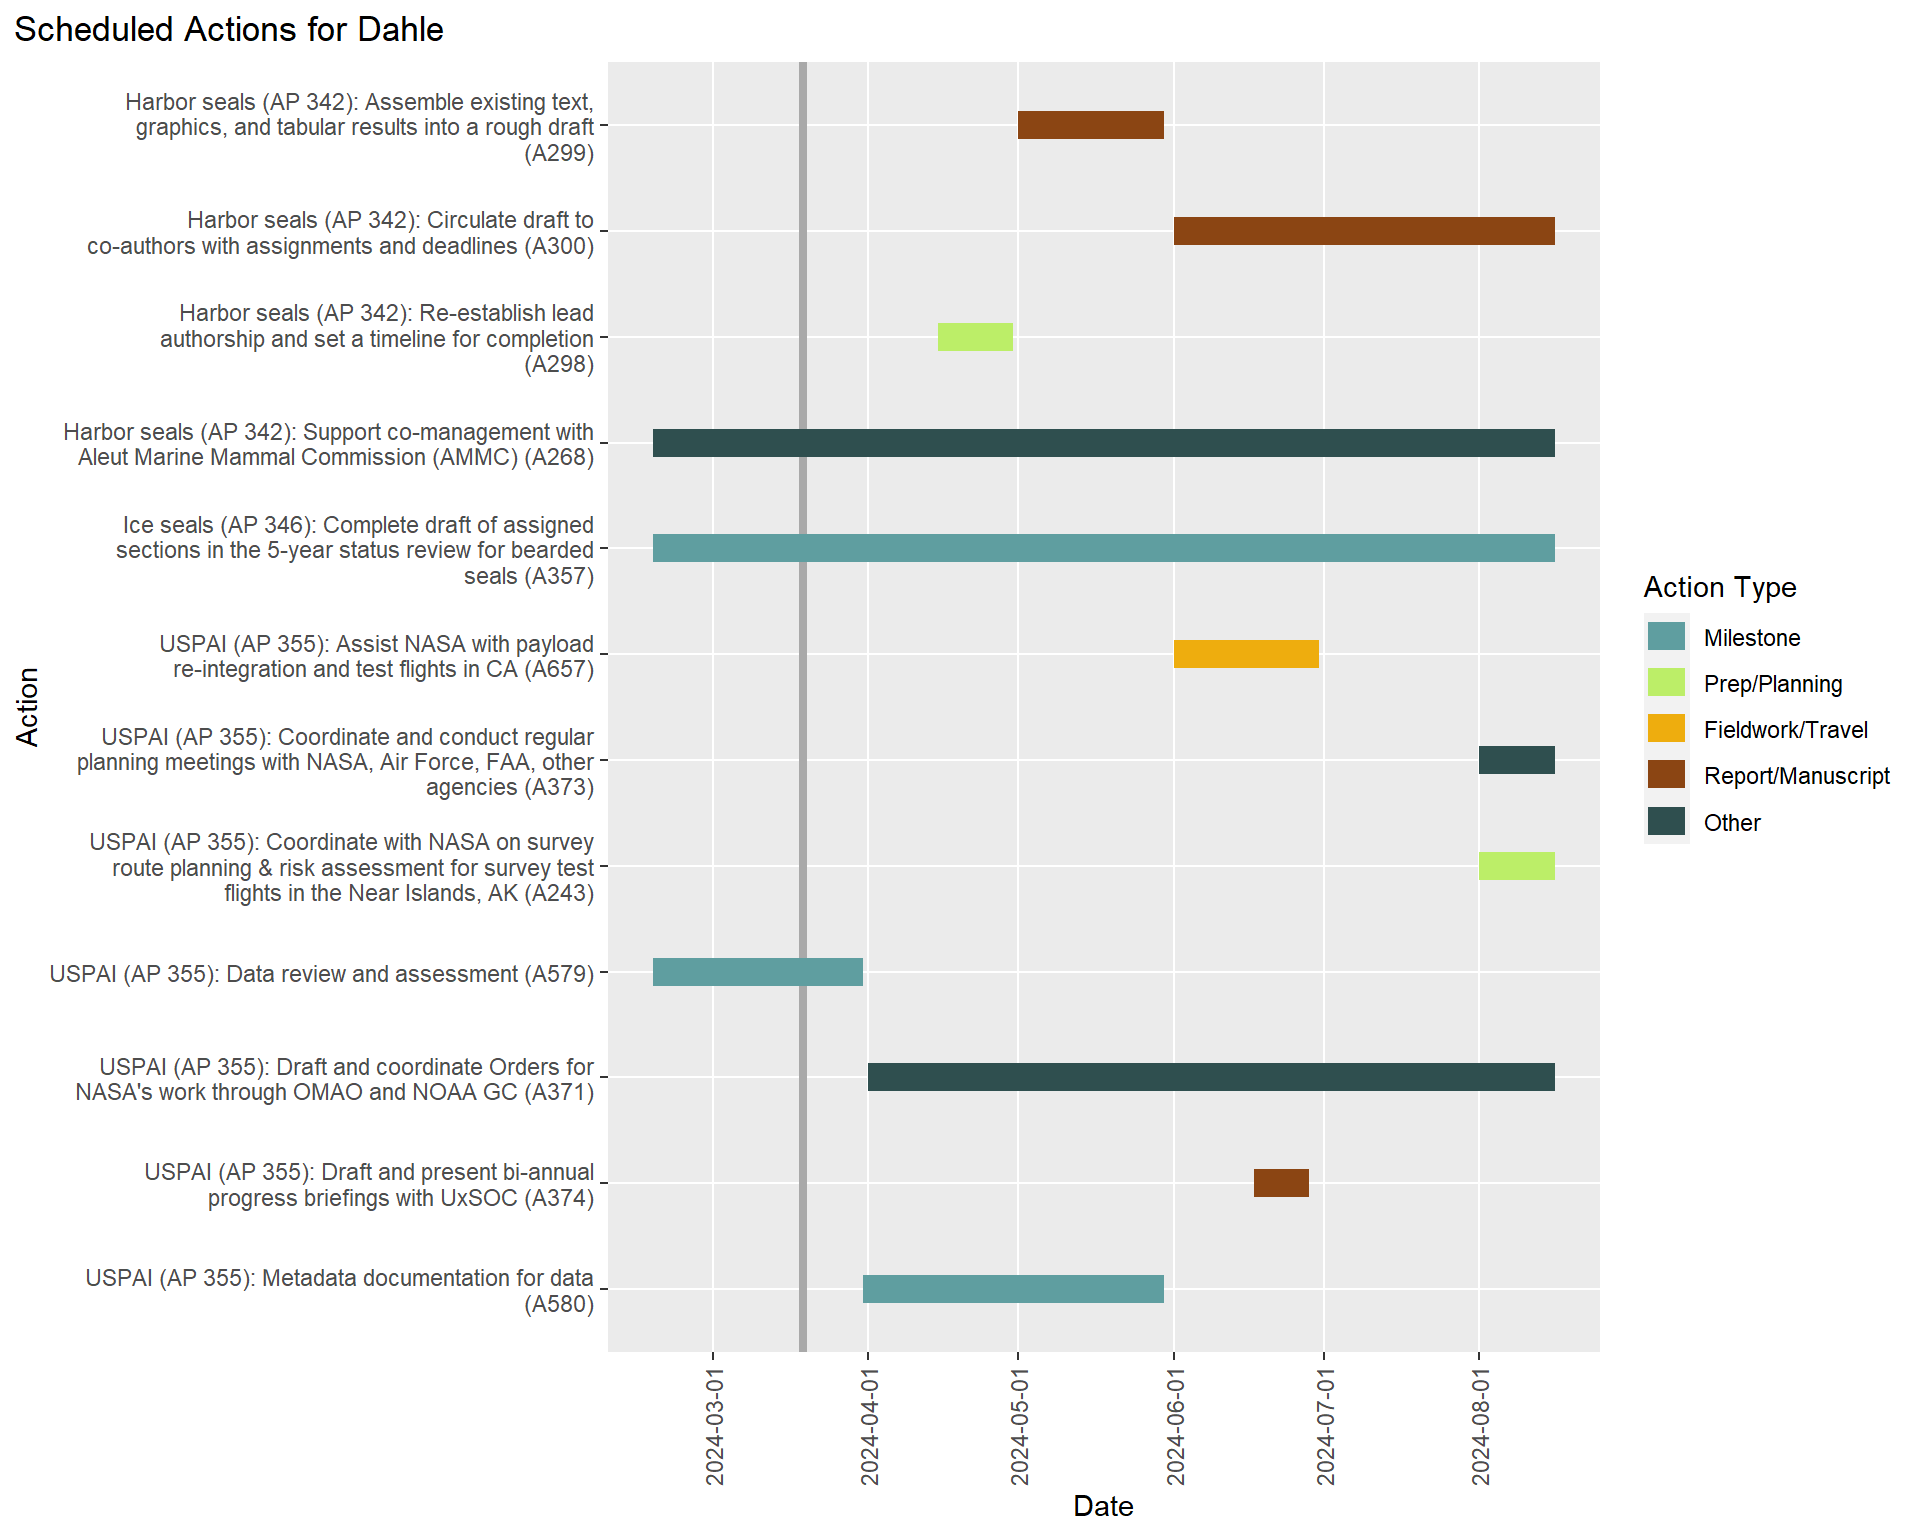 Scheduled Actions for Dahle
Harbor seals (AP 342): Assemble existing text,
graphics, and tabular results into a rough draft
(A299)
Harbor seals (AP 342): Circulate draft to
co-authors with assignments and deadlines (A300)
Harbor seals (AP 342): Re-establish lead
authorship and set a timeline for completion
(A298)
Harbor seals (AP 342): Support co-management with
Aleut Marine Mammal Commission (AMMC) (A268)
Ice seals (AP 346): Complete draft of assigned
sections in the 5-year status review for bearded
seals (A357)
USPAI (AP 355): Assist NASA with payload
re-integration and test flights in CA (A657)
USPAI (AP 355): Coordinate and conduct regular
planning meetings with NASA, Air Force, FAA, other
agencies (A373)
USPAI (AP 355): Coordinate with NASA on survey
route planning & risk assessment for survey test
flights in the Near Islands, AK (A243)
USPAI (AP 355): Data review and assessment (A579)
USPAI (AP 355): Draft and coordinate Orders for
NASA's work through OMAO and NOAA GC (A371)
USPAI (AP 355): Draft and present bi-annual
progress briefings with UxSOC (A374)
USPAI (AP 355): Metadata documentation for data
(A580)
Action
2024-03-01
2024-04-01
2024-05-01
2024-06-01
2024-07-01
2024-08-01
Date
Action Type
Milestone
Prep/Planning
Fieldwork/Travel
Report/Manuscript
Other